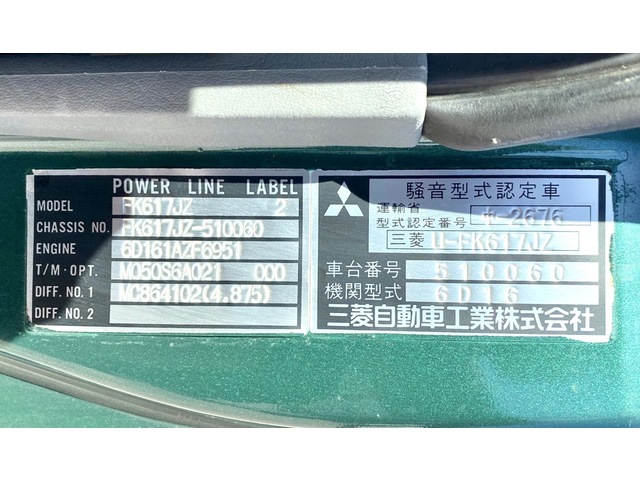 POWER LINE LABEL
MODEL FK617JZ 2
CHASSIS NO. FK617JZ-510060
ENGINE 6D161AZF6951
T/M·OPT. M050S6A021 000
DIFF. NO. 1 MC864102(4,875)
DIFF. NO. 2
騒音型式認定車
運輸省
型式認定番号 キ-2676
三菱 U-FK617JZ
車台番号 510060
機関型式 6D16
三菱自動車工業株式会社